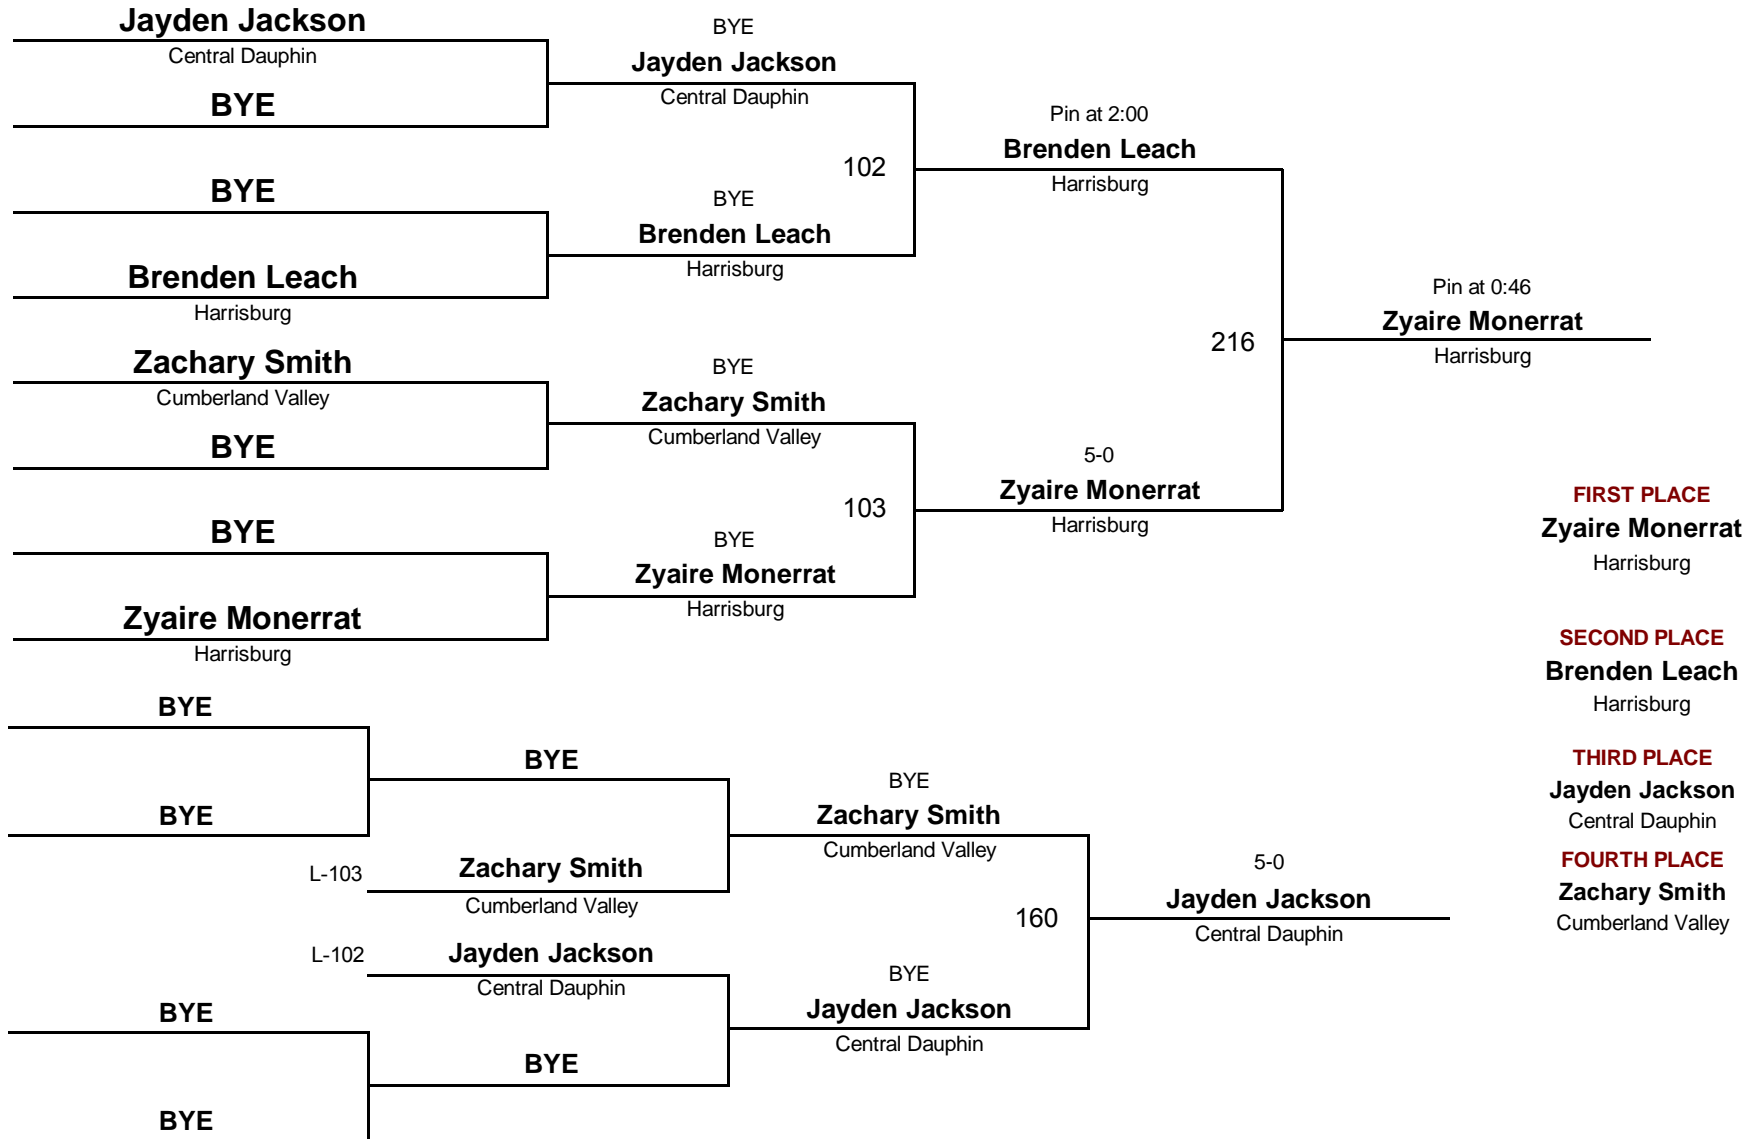 Jayden Jackson
Central Dauphin
BYE
BYE
Brenden Leach
Harrisburg
Zachary Smith
Cumberland Valley
BYE
BYE
Zyaire Monerrat
Harrisburg
BYE
Jayden Jackson
Central Dauphin
102
BYE
Brenden Leach
Harrisburg
BYE
Zachary Smith
Cumberland Valley
103
BYE
Zyaire Monerrat
Harrisburg
Pin at 2:00
Brenden Leach
Harrisburg
216
5-0
Zyaire Monerrat
Harrisburg
Pin at 0:46
Zyaire Monerrat
Harrisburg
FIRST PLACE
Zyaire Monerrat
Harrisburg
SECOND PLACE
Brenden Leach
Harrisburg
THIRD PLACE
Jayden Jackson
Central Dauphin
FOURTH PLACE
Zachary Smith
Cumberland Valley
BYE
BYE
BYE
BYE
BYE
L-103
Zachary Smith
Cumberland Valley
L-102
Jayden Jackson
Central Dauphin
BYE
BYE
Zachary Smith
Cumberland Valley
160
BYE
Jayden Jackson
Central Dauphin
5-0
Jayden Jackson
Central Dauphin